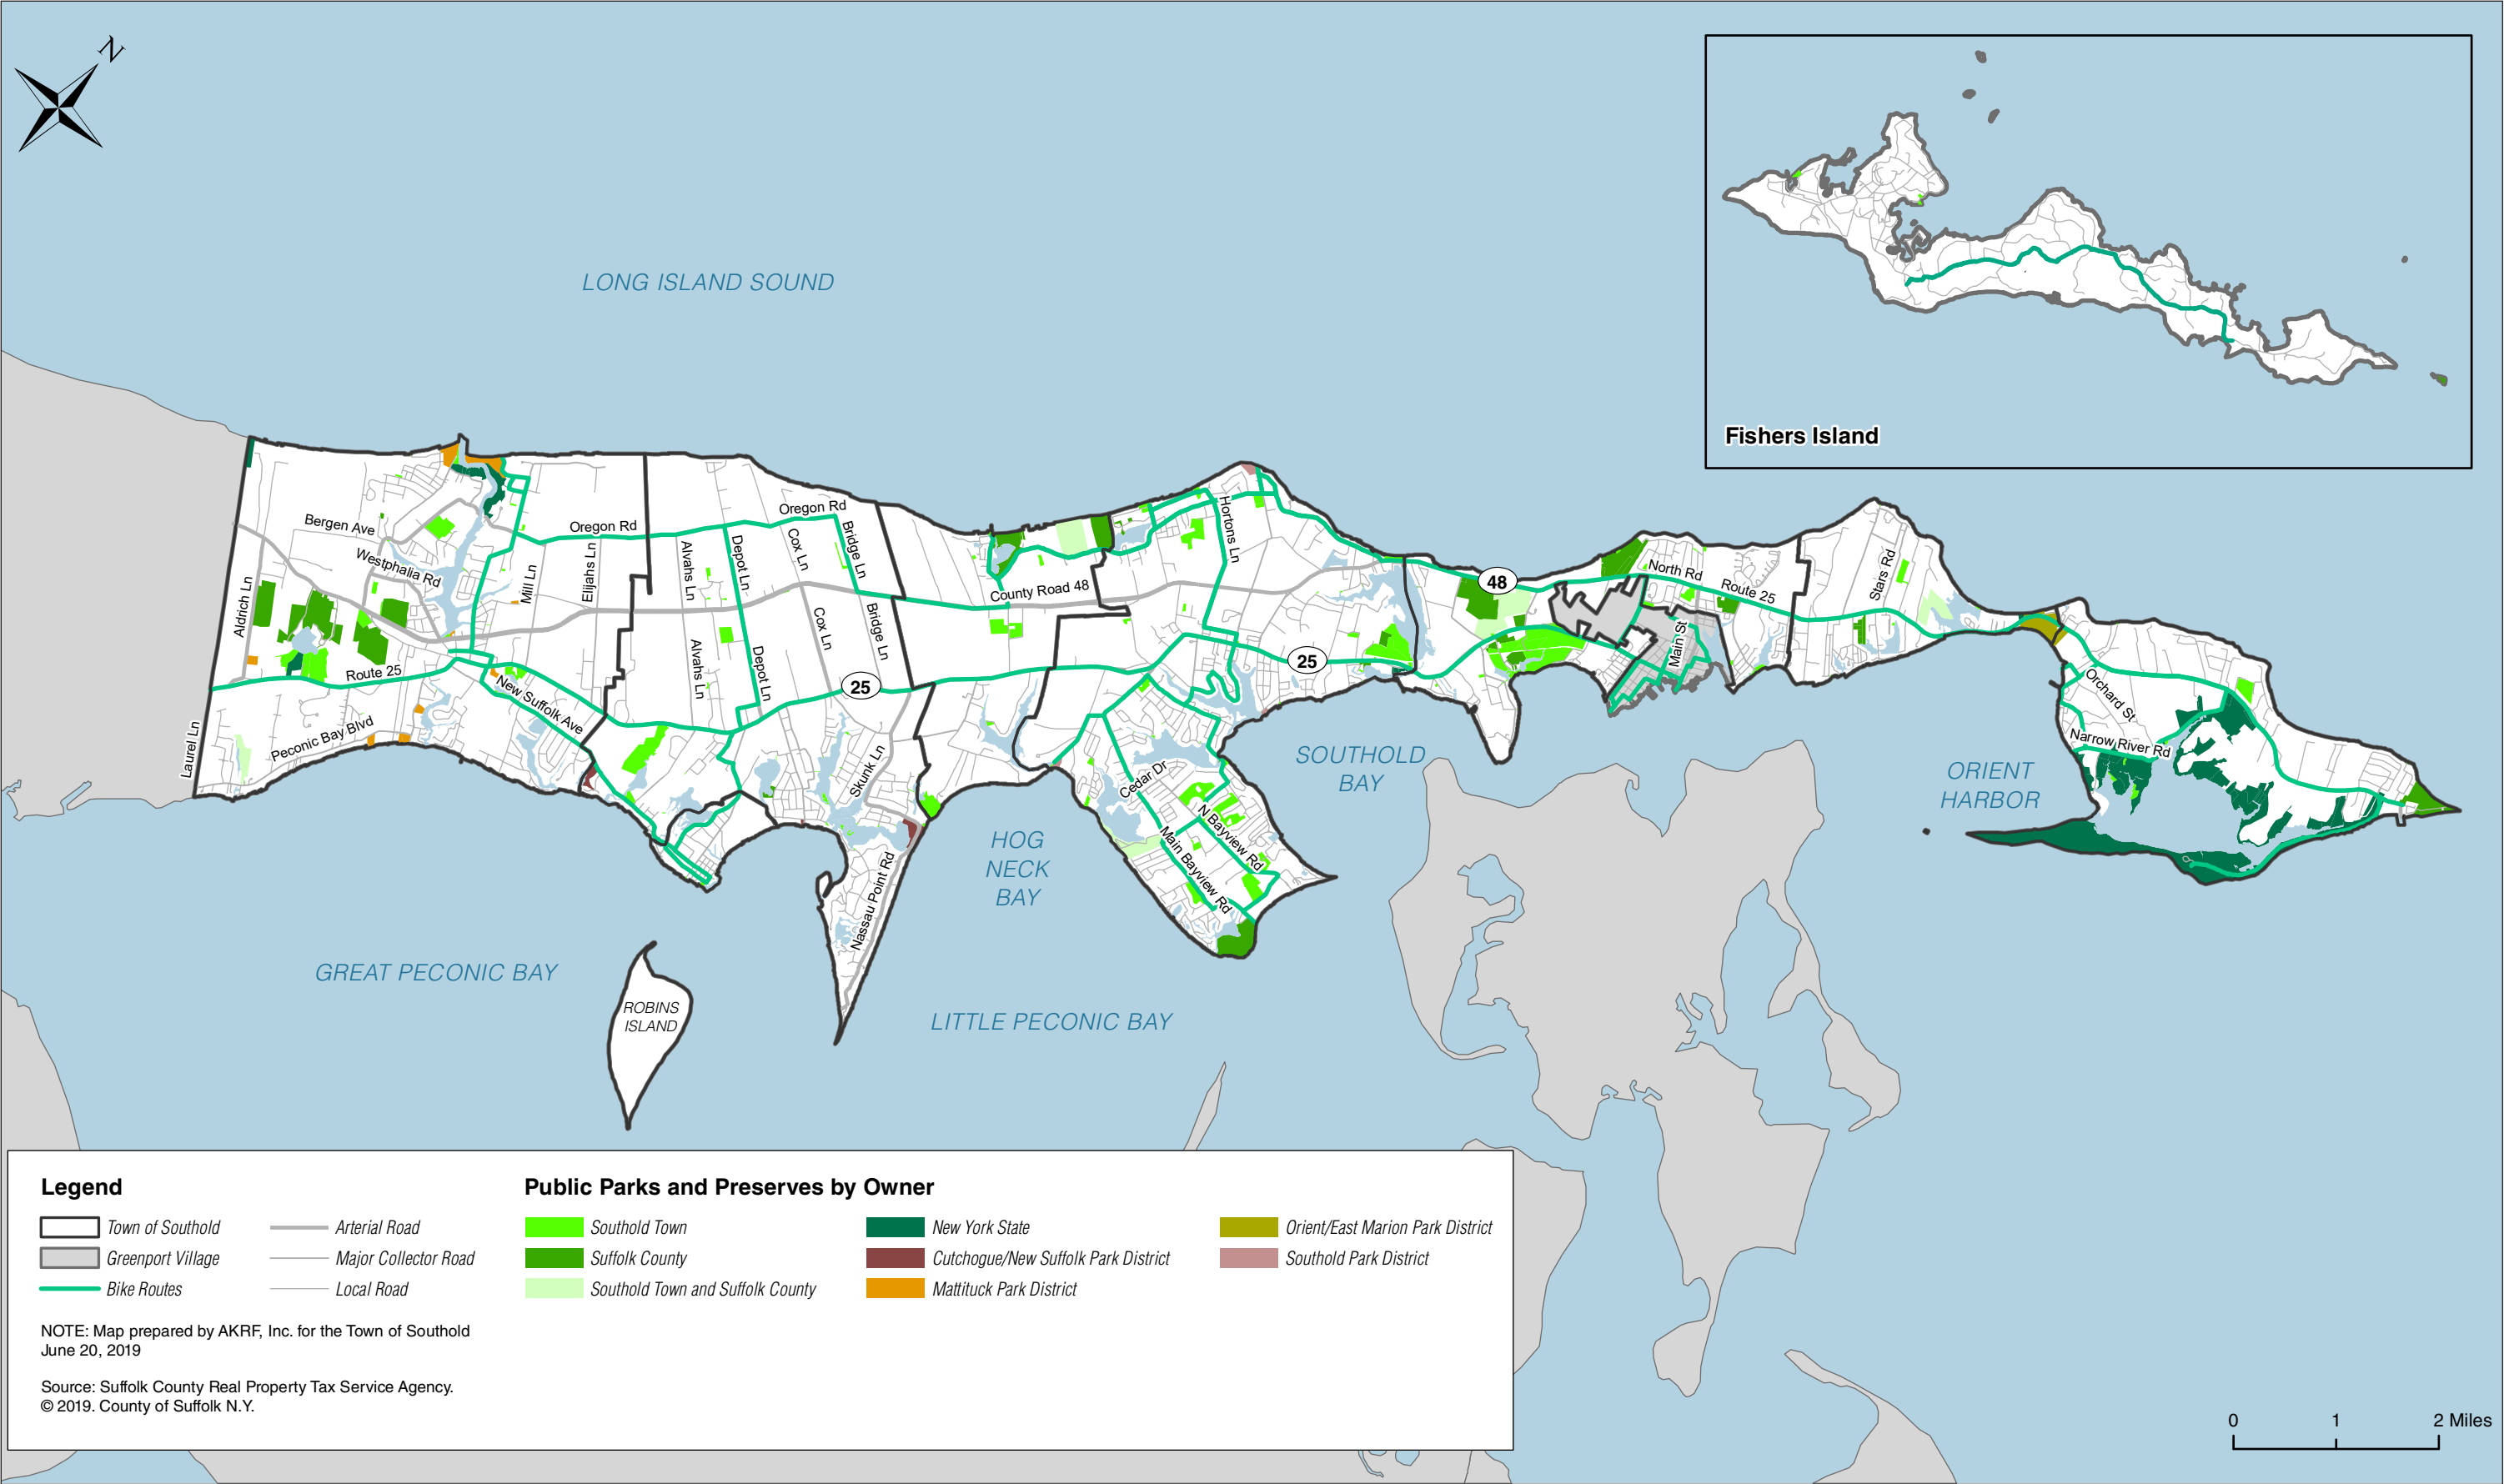 N
Fishers Island
LONG ISLAND SOUND
Bergen Ave
Westphalia Rd
Aldrich Ln
Laurel Ln
Route 25
Peconic Bay Blvd
New Suffolk Ave
Mill Ln
Elijahs Ln
Oregon Rd
Alvahs Ln
Alvahs Ln
Depot Ln
Depot Ln
Oregon Rd
Cox Ln
Cox Ln
Bridge Ln
Bridge Ln
25
Skunk Ln
Nassau Point Rd
County Road 48
Hortons Ln
25
Cedar Dr
N Bayview Rd
Main Bayview Rd
48
North Rd
Route 25
Main St
Stars Rd
Orchard St
Narrow River Rd
SOUTHOLD
BAY
ORIENT
HARBOR
HOG
NECK
BAY
GREAT PECONIC BAY
ROBINS
ISLAND
LITTLE PECONIC BAY
Legend
Town of Southold
Greenport Village
Bike Routes
Arterial Road
Major Collector Road
Local Road
Public Parks and Preserves by Owner
Southold Town
Suffolk County
Southold Town and Suffolk County
New York State
Cutchogue/New Suffolk Park District
Mattituck Park District
Orient/East Marion Park District
Southold Park District
NOTE: Map prepared by AKRF, Inc. for the Town of Southold
June 20, 2019
Source: Suffolk County Real Property Tax Service Agency.
© 2019. County of Suffolk N.Y.
0 1 2 Miles